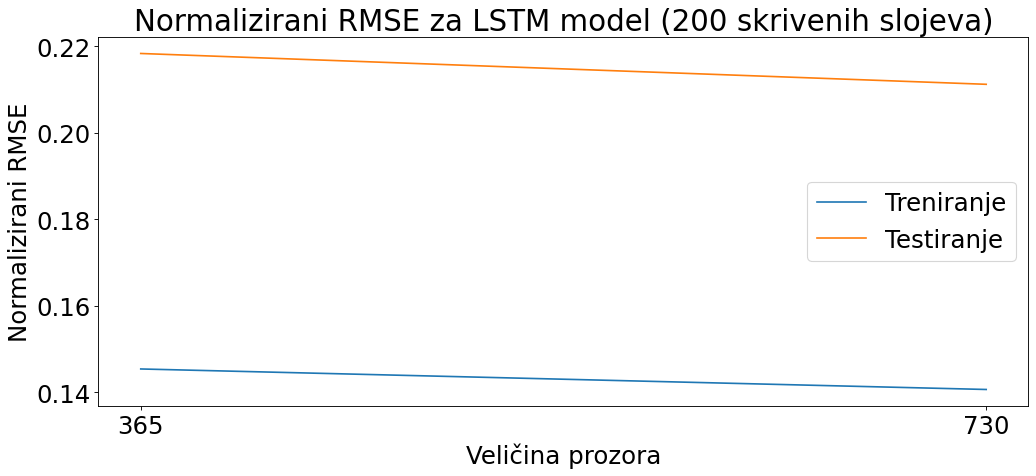 Normalizirani RMSE za LSTM model (200 skrivenih slojeva)
Normalizirani RMSE
0.22
0.20
0.18
0.16
0.14
Treniranje
Testiranje
365
730
Veličina prozora